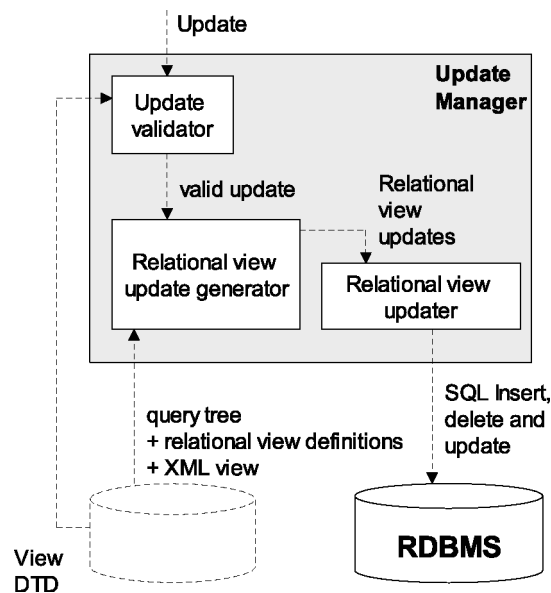 Update
Update
Manager
Update
validator
valid update
Relational
view
updates
Relational view
update generator
Relational view
updater
SQL Insert,
delete and
update
query tree
+ relational view definitions
+ XML view
RDBMS
View
DTD